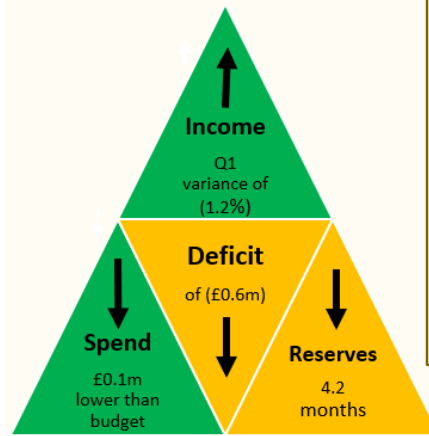 Income
Q1
variance of
(1.2%)
Deficit
of (£0.6m)
Spend
£0.1m
lower than
budget
Reserves
4.2
months